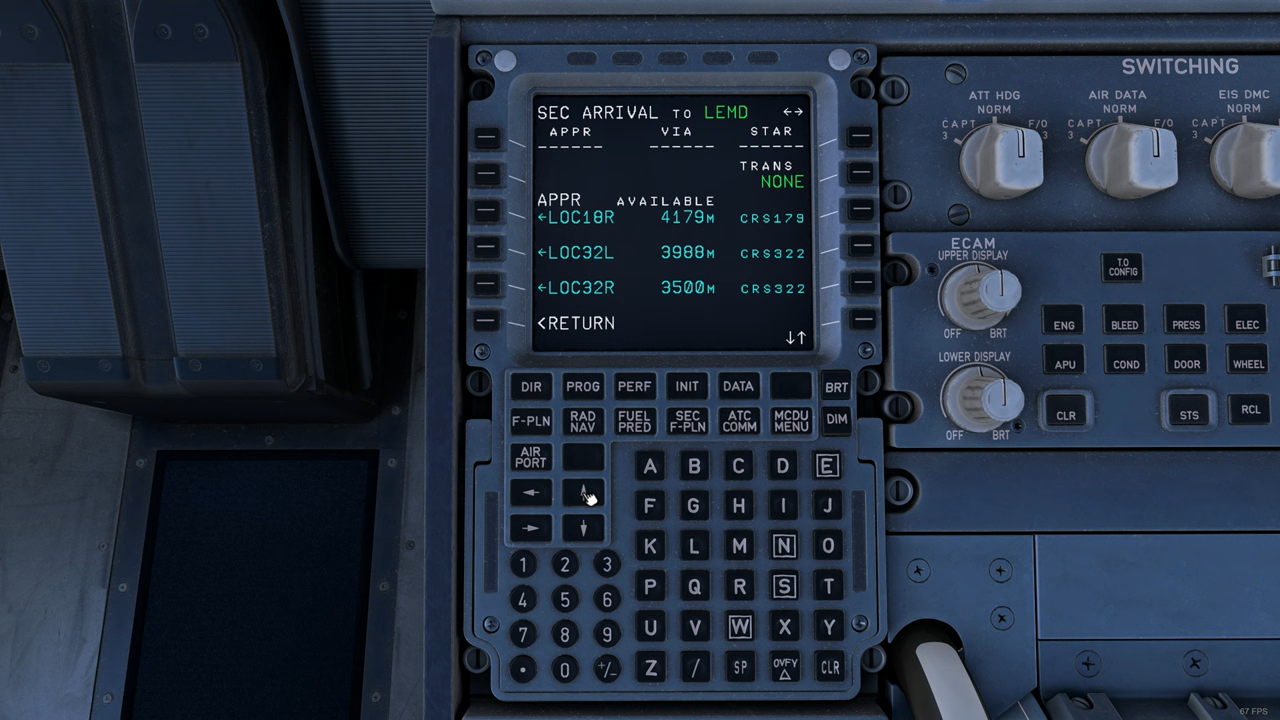 SEC ARRIVAL TO LEMD ←→
APPR VIA STAR
------ ------ ------
TRANS
NONE
APPR AVAILABLE
←LOC18R 4179M CRS179
←LOC32L 3988M CRS322
←LOC32R 3500M CRS322
<RETURN
↓↑
DIR PROG PERF INIT DATA BRT
F-PLN RAD NAV FUEL PRED SEC F-PLN ATC COMM MCDU MENU DIM
AIR PORT
← ↑
→ ↓
A B C D E
F G H I J
K L M N O
P Q R S T
U V W X Y
Z / SP OVFY △ CLR
1 2 3
4 5 6
7 8 9
• 0 +/−
SWITCHING
ATT HDG AIR DATA EIS DMC
NORM NORM NORM
CAPT F/O CAPT F/O CAPT
3 3 3
ECAM
UPPER DISPLAY
OFF BRT
LOWER DISPLAY
OFF BRT
T.O CONFIG
ENG BLEED PRESS ELEC
APU COND DOOR WHEEL
CLR STS RCL
67 FPS